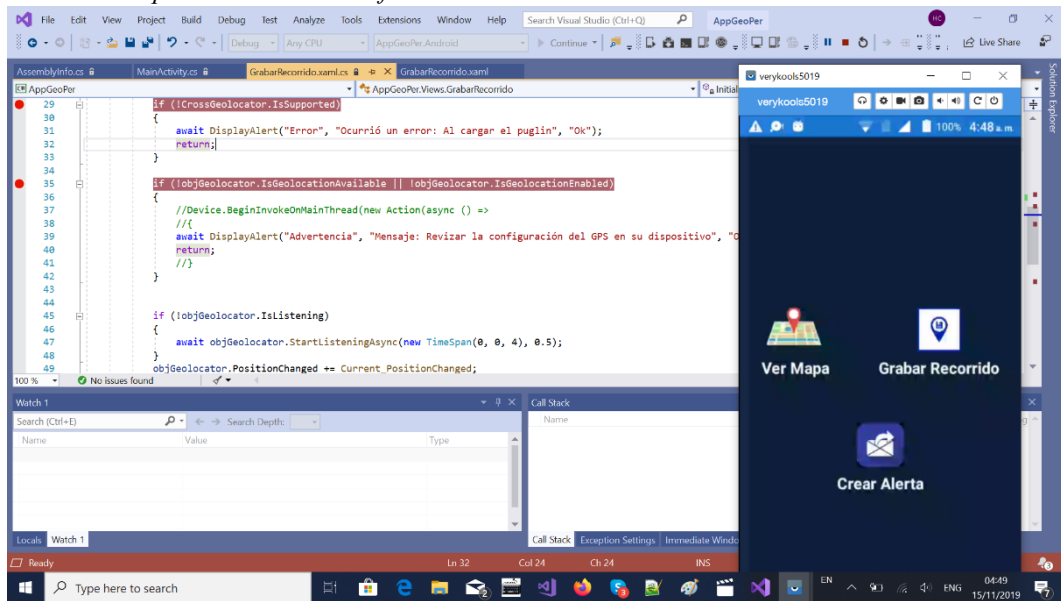 File Edit View Project Build Debug Test Analyze Tools Extensions Window Help Search Visual Studio (Ctrl+Q) AppGeoPer HC
Debug Any CPU AppGeoPer.Android Continue Live Share
AssemblyInfo.cs MainActivity.cs GrabarRecorrido.xaml.cs GrabarRecorrido.xaml
AppGeoPer AppGeoPer.Views.GrabarRecorrido Initial
Solution Explorer
29 if (!CrossGeolocator.IsSupported)
30 {
31 await DisplayAlert("Error", "Ocurrió un error: Al cargar el puglin", "Ok");
32 return;
33 }
34
35 if (!objGeolocator.IsGeolocationAvailable || !objGeolocator.IsGeolocationEnabled)
36 {
37 //Device.BeginInvokeOnMainThread(new Action(async () =>
38 //{
39 await DisplayAlert("Advertencia", "Mensaje: Revizar la configuración del GPS en su dispositivo", "O
40 return;
41 //}
42 }
43
44
45 if (!objGeolocator.IsListening)
46 {
47 await objGeolocator.StartListeningAsync(new TimeSpan(0, 0, 4), 0.5);
48 }
49 objGeolocator.PositionChanged += Current_PositionChanged;
100 % No issues found
Watch 1
Search (Ctrl+E) Search Depth:
Name Value Type
Locals Watch 1
Call Stack
Name
Call Stack Exception Settings Immediate Windo
verykools5019
verykools5019
100% 4:48 a. m.
Ver Mapa Grabar Recorrido
Crear Alerta
Ready Ln 32 Col 24 Ch 24 INS
Type here to search EN ENG 04:49
15/11/2019